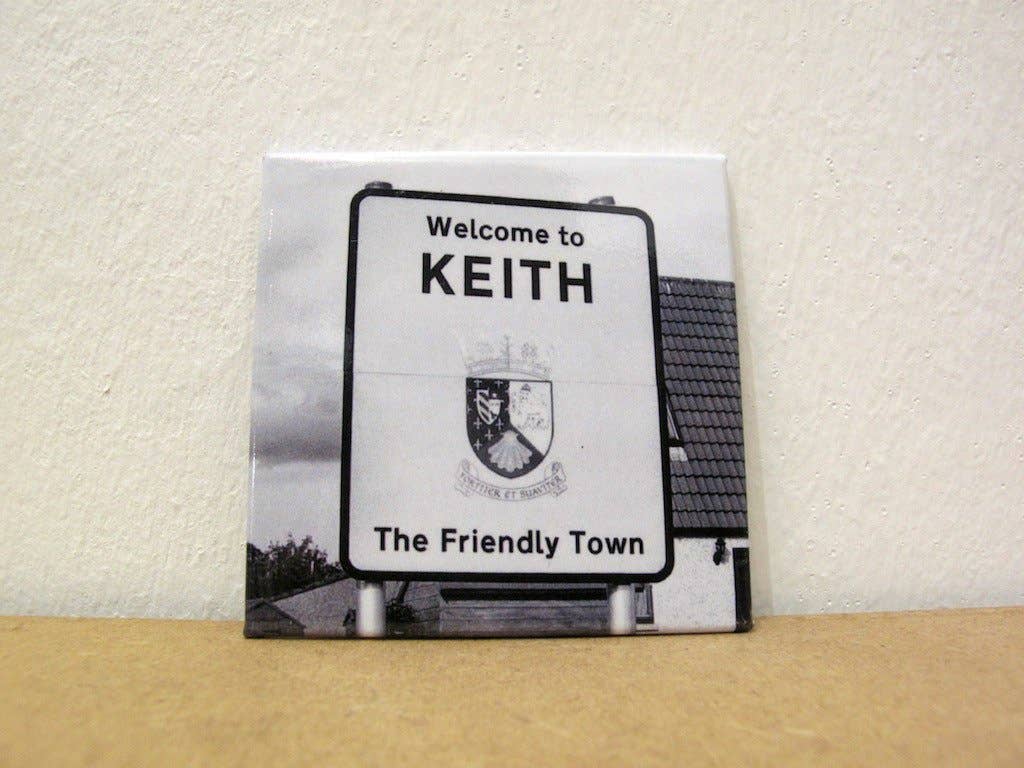 Welcome to
KEITH
FORTITER ET SUAVITER
The Friendly Town